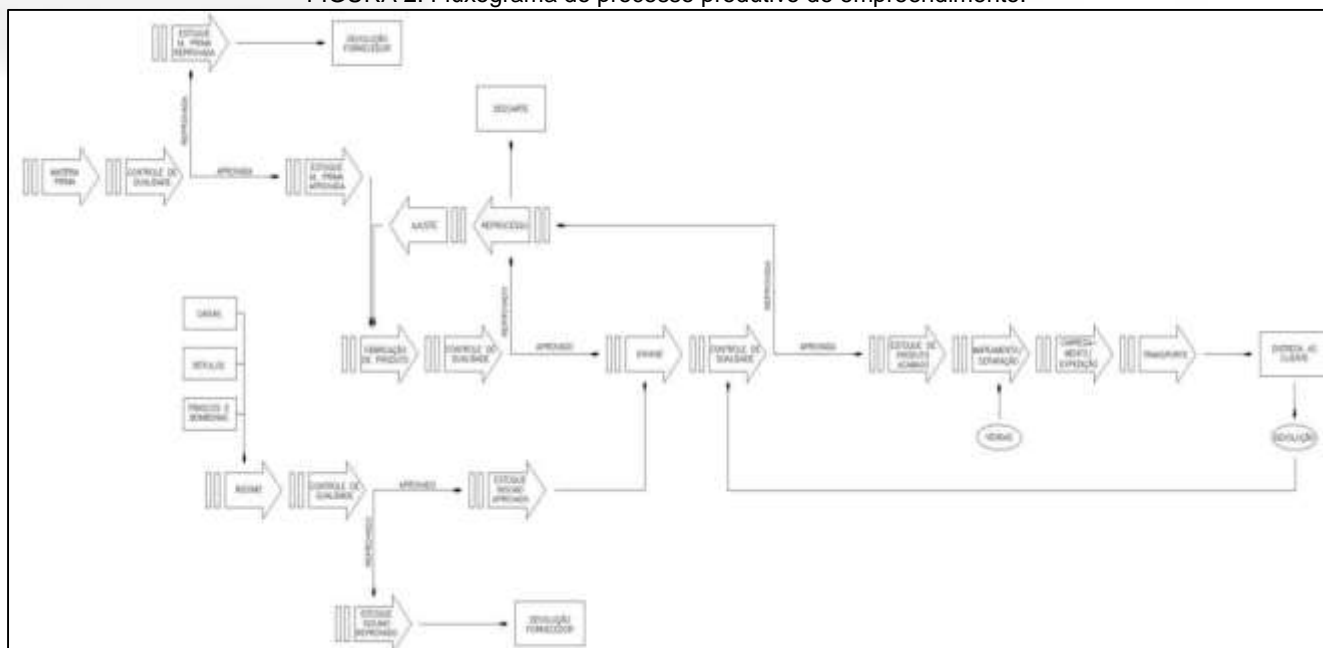 FIGURA 2. Fluxograma do processo produtivo do empreendimento.
ESTOQUE
M. PRIMA
REPROVADA
DEVOLUÇÃO
FORNECEDOR
REPROVADA
DESCARTE
MATÉRIA
PRIMA
CONTROLE DE
QUALIDADE
APROVADA
ESTOQUE
M. PRIMA
APROVADA
AJUSTE
REPROCESSO
REPROVADO
CAIXAS
RÓTULOS
FRASCOS E
BOMBONAS
FABRICAÇÃO
DE PRODUTO
CONTROLE DE
QUALIDADE
REPROVADO
APROVADO
ENVASE
CONTROLE DE
QUALIDADE
APROVADO
ESTOQUE DE
PRODUTO
ACABADO
SEPARAÇÃO
CARREGA-
MENTO/
EXPEDIÇÃO
TRANSPORTE
ENTREGA AO
CLIENTE
VENDAS
DEVOLUÇÃO
INSUMO
CONTROLE DE
QUALIDADE
APROVADO
ESTOQUE
INSUMO
APROVADO
REPROVADO
ESTOQUE
INSUMO
REPROVADO
DEVOLUÇÃO
FORNECEDOR